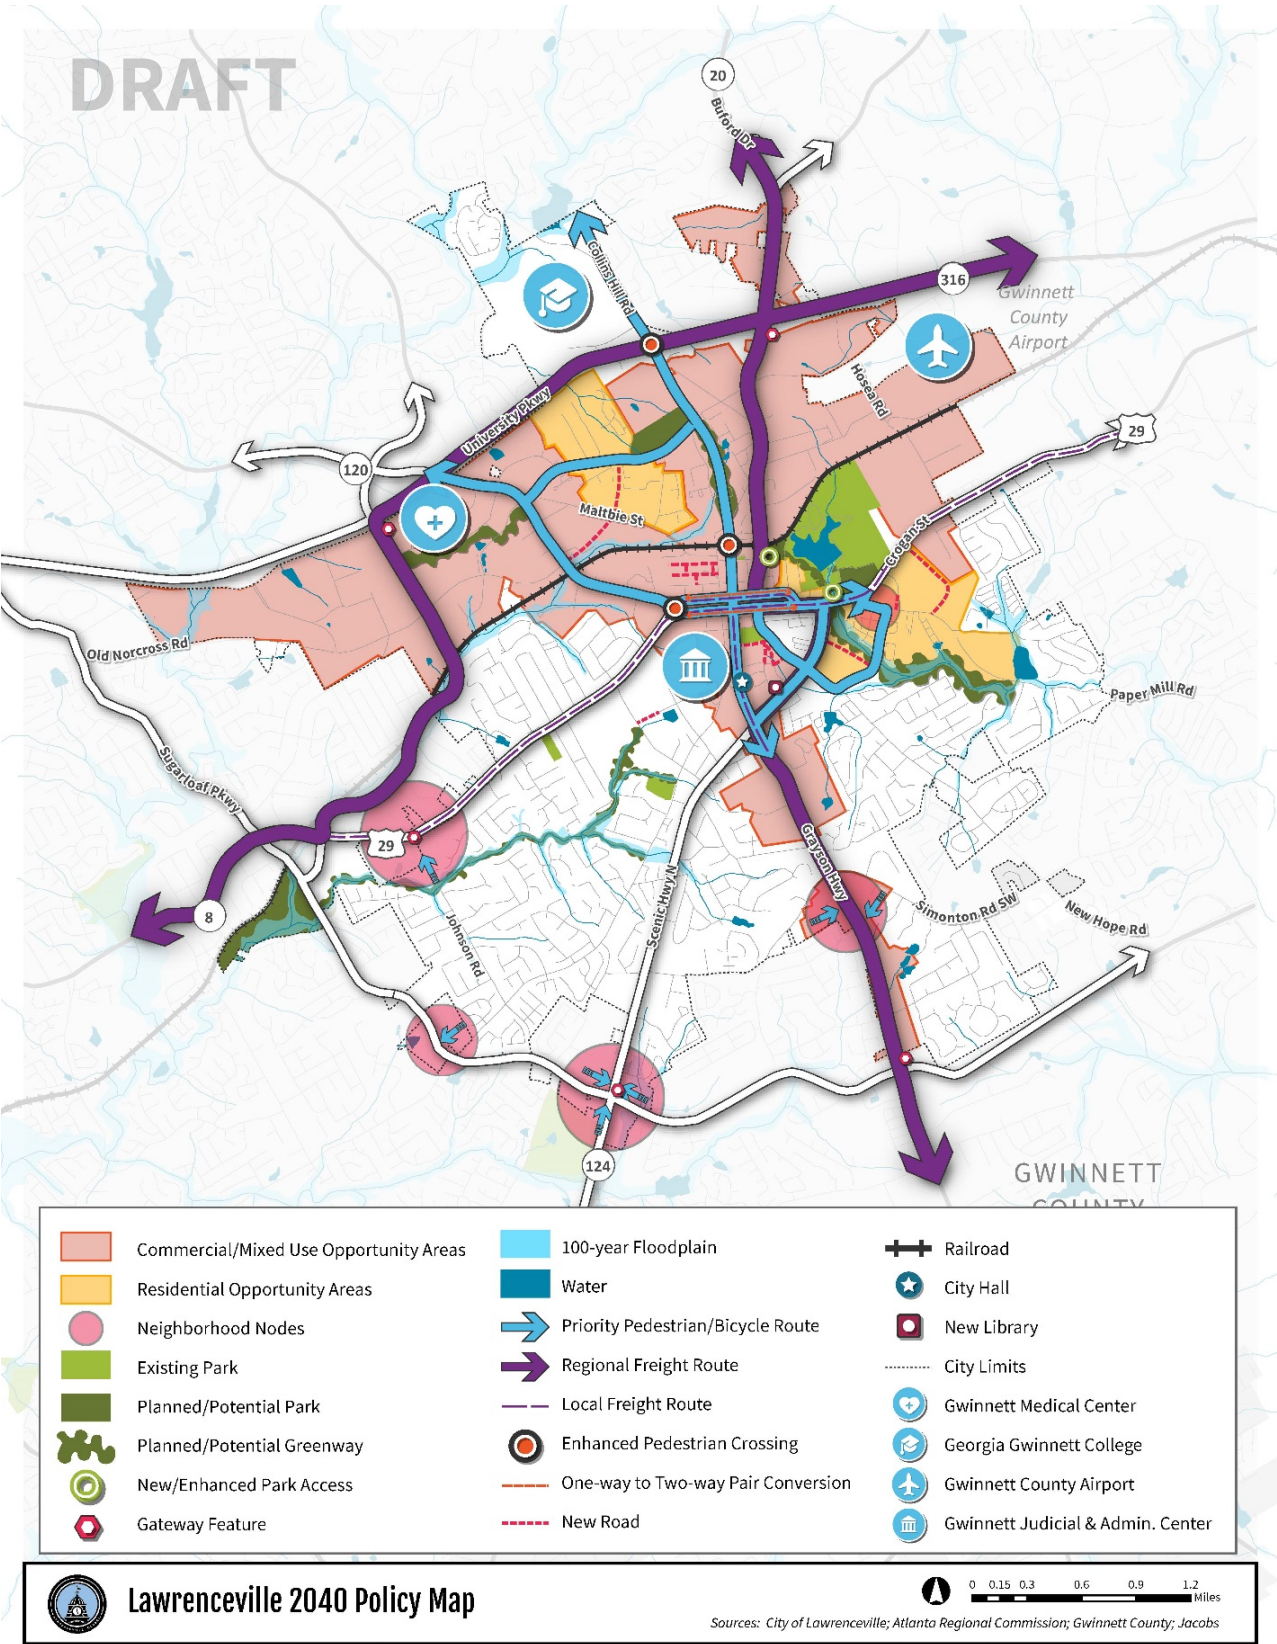 DRAFT
20
Buford Dr
Collins Hill Rd
316
Gwinnett
County
Airport
Hosea Rd
University Pkwy
29
120
Maltbie St
Crogan St
Old Norcross Rd
Paper Mill Rd
Sugarloaf Pkwy
29
Grayson Hwy
8
Scenic Hwy N
Simonton Rd SW
New Hope Rd
Johnson Rd
124
GWINNETT
COUNTY
Commercial/Mixed Use Opportunity Areas
Residential Opportunity Areas
Neighborhood Nodes
Existing Park
Planned/Potential Park
Planned/Potential Greenway
New/Enhanced Park Access
Gateway Feature
100-year Floodplain
Water
Priority Pedestrian/Bicycle Route
Regional Freight Route
Local Freight Route
Enhanced Pedestrian Crossing
One-way to Two-way Pair Conversion
New Road
Railroad
City Hall
New Library
City Limits
Gwinnett Medical Center
Georgia Gwinnett College
Gwinnett County Airport
Gwinnett Judicial & Admin. Center
Lawrenceville 2040 Policy Map
0 0.15 0.3 0.6 0.9 1.2
Miles
Sources: City of Lawrenceville; Atlanta Regional Commission; Gwinnett County; Jacobs